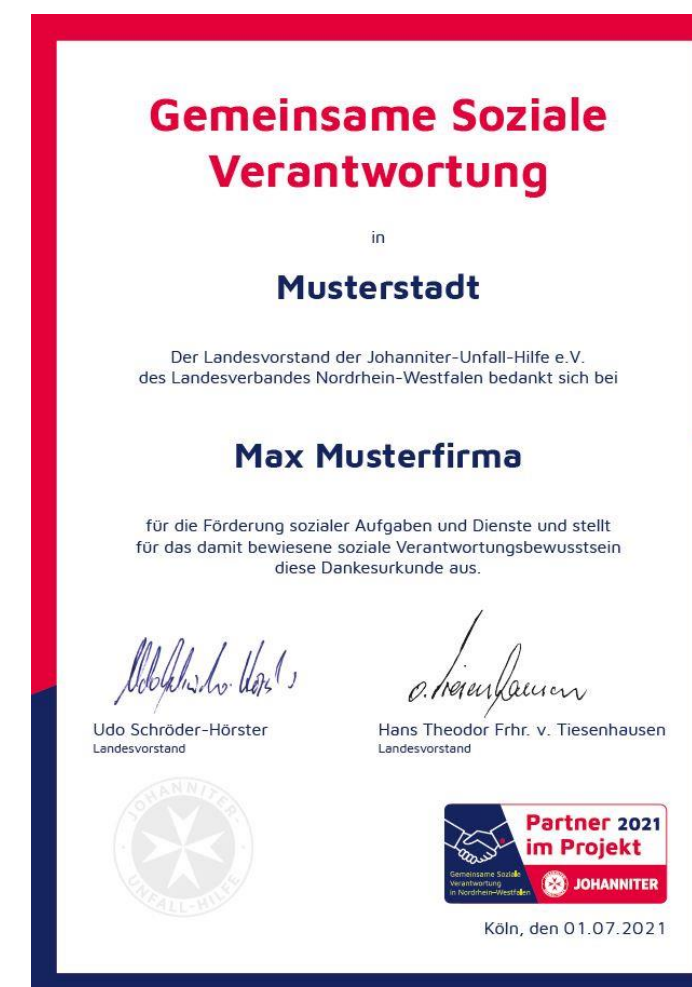 Gemeinsame Soziale
Verantwortung
in
Musterstadt
Der Landesvorstand der Johanniter-Unfall-Hilfe e.V.
des Landesverbandes Nordrhein-Westfalen bedankt sich bei
Max Musterfirma
für die Förderung sozialer Aufgaben und Dienste und stellt
für das damit bewiesene soziale Verantwortungsbewusstsein
diese Dankesurkunde aus.
Udo Schröder-Hörster
Landesvorstand
Hans Theodor Frhr. v. Tiesenhausen
Landesvorstand
JOHANNITER-
UNFALL-HILFE
Partner 2021
im Projekt
Gemeinsame Soziale
Verantwortung
in Nordrhein-Westfalen
JOHANNITER
Köln, den 01.07.2021